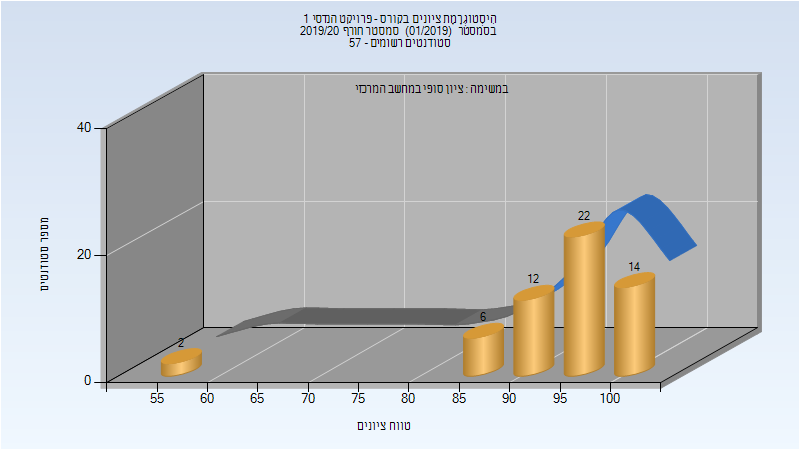 היסטוגרמת ציונים בקורס - פרויקט הנדסי 1
בסמסטר (01/2019) סמסטר חורף 2019/20
סטודנטים רשומים - 57
במשימה : ציון סופי במחשב המרכזי
מספר סטודנטים
40
20
0
2
6
12
22
14
55 60 65 70 75 80 85 90 95 100
טווח ציונים